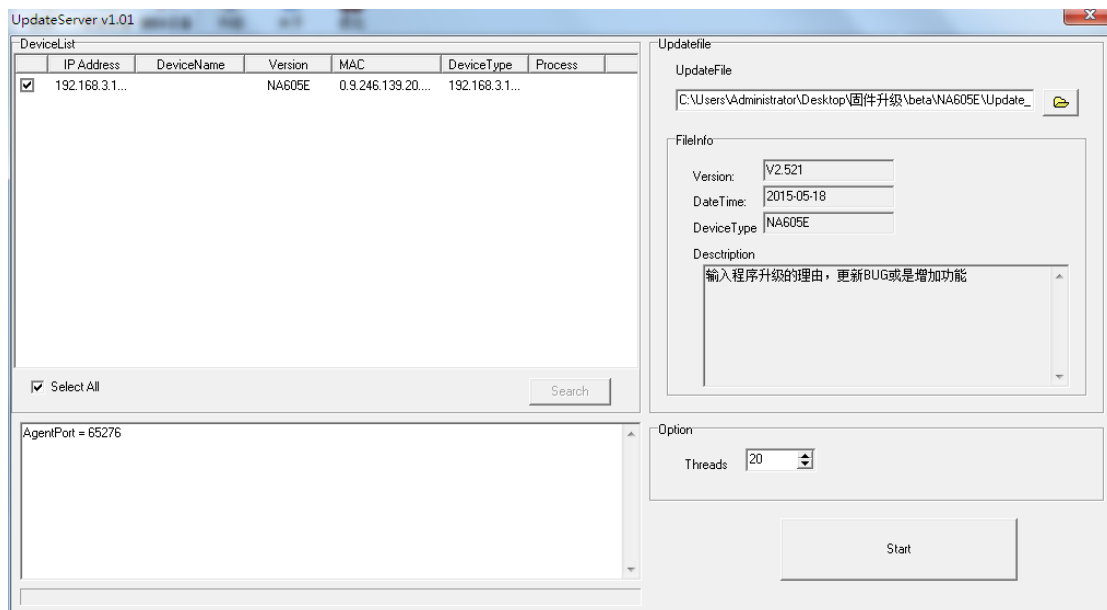 UpdateServer v1.01
DeviceList
IP Address DeviceName Version MAC DeviceType Process
192.168.3.1... NA605E 0.9.246.139.20.... 192.168.3.1...
Select All
Search
AgentPort = 65276
Updatefile
UpdateFile
C:\Users\Administrator\Desktop\固件升级\beta\NA605E\Update_
FileInfo
Version: V2.521
DateTime: 2015-05-18
DeviceType NA605E
Desctription
输入程序升级的理由，更新BUG或是增加功能
Option
Threads 20
Start